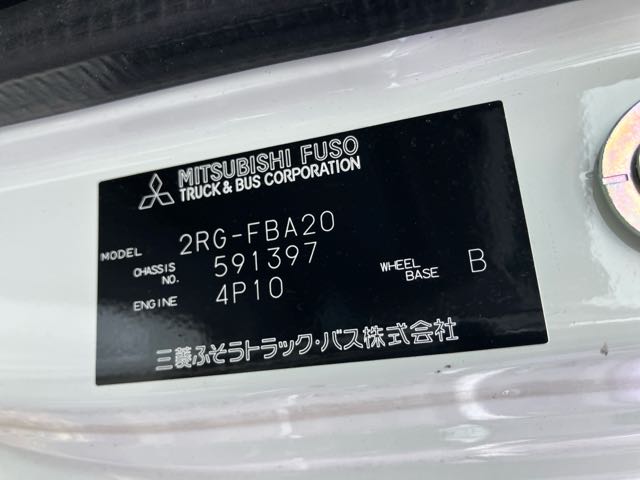 MITSUBISHI FUSO
TRUCK & BUS CORPORATION
MODEL 2RG-FBA20
CHASSIS NO. 591397
ENGINE 4P10 WHEEL BASE B
三菱ふそうトラック・バス株式会社